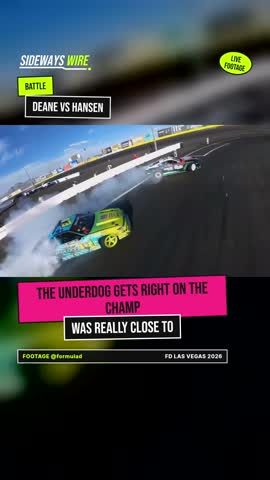 SIDEWAYS WIRE
LIVE
FOOTAGE
BATTLE
DEANE VS HANSEN
THE UNDERDOG GETS RIGHT ON THE
CHAMP
WAS REALLY CLOSE TO
FOOTAGE @formulad
FD LAS VEGAS 2026